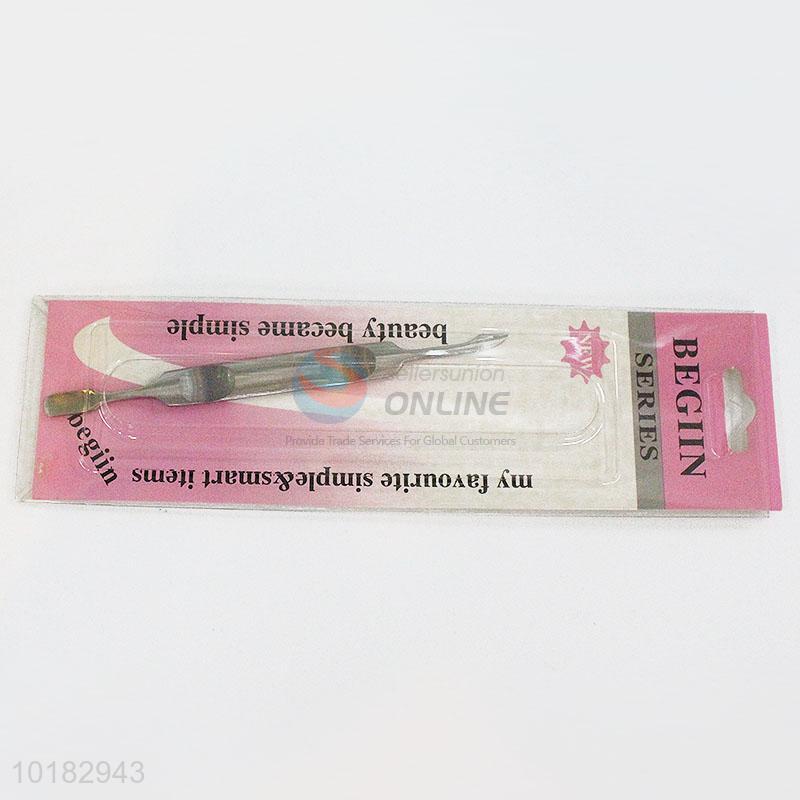 beauty became simple
NEW
BEGIIN
SERIES
Sellersunion
ONLINE
Provide Trade Services For Global Customers
begiin
my favourite simple&smart items
10182943